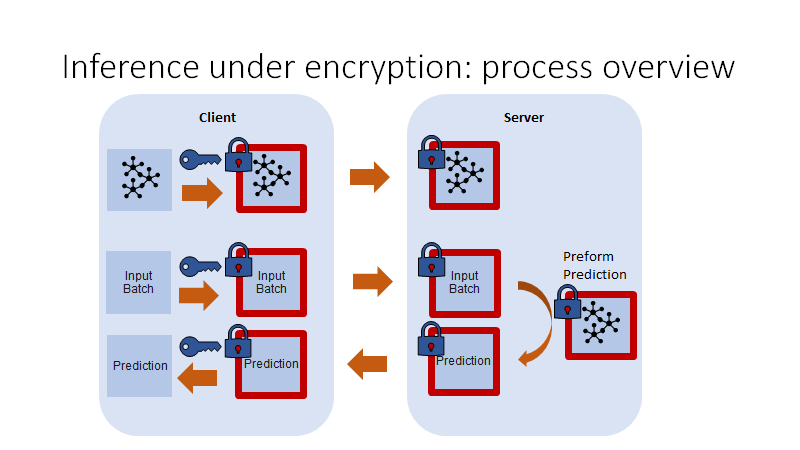 Inference under encryption: process overview
Client
Server
Input
Batch
Input
Batch
Input
Batch
Preform
Prediction
Prediction
Prediction
Prediction